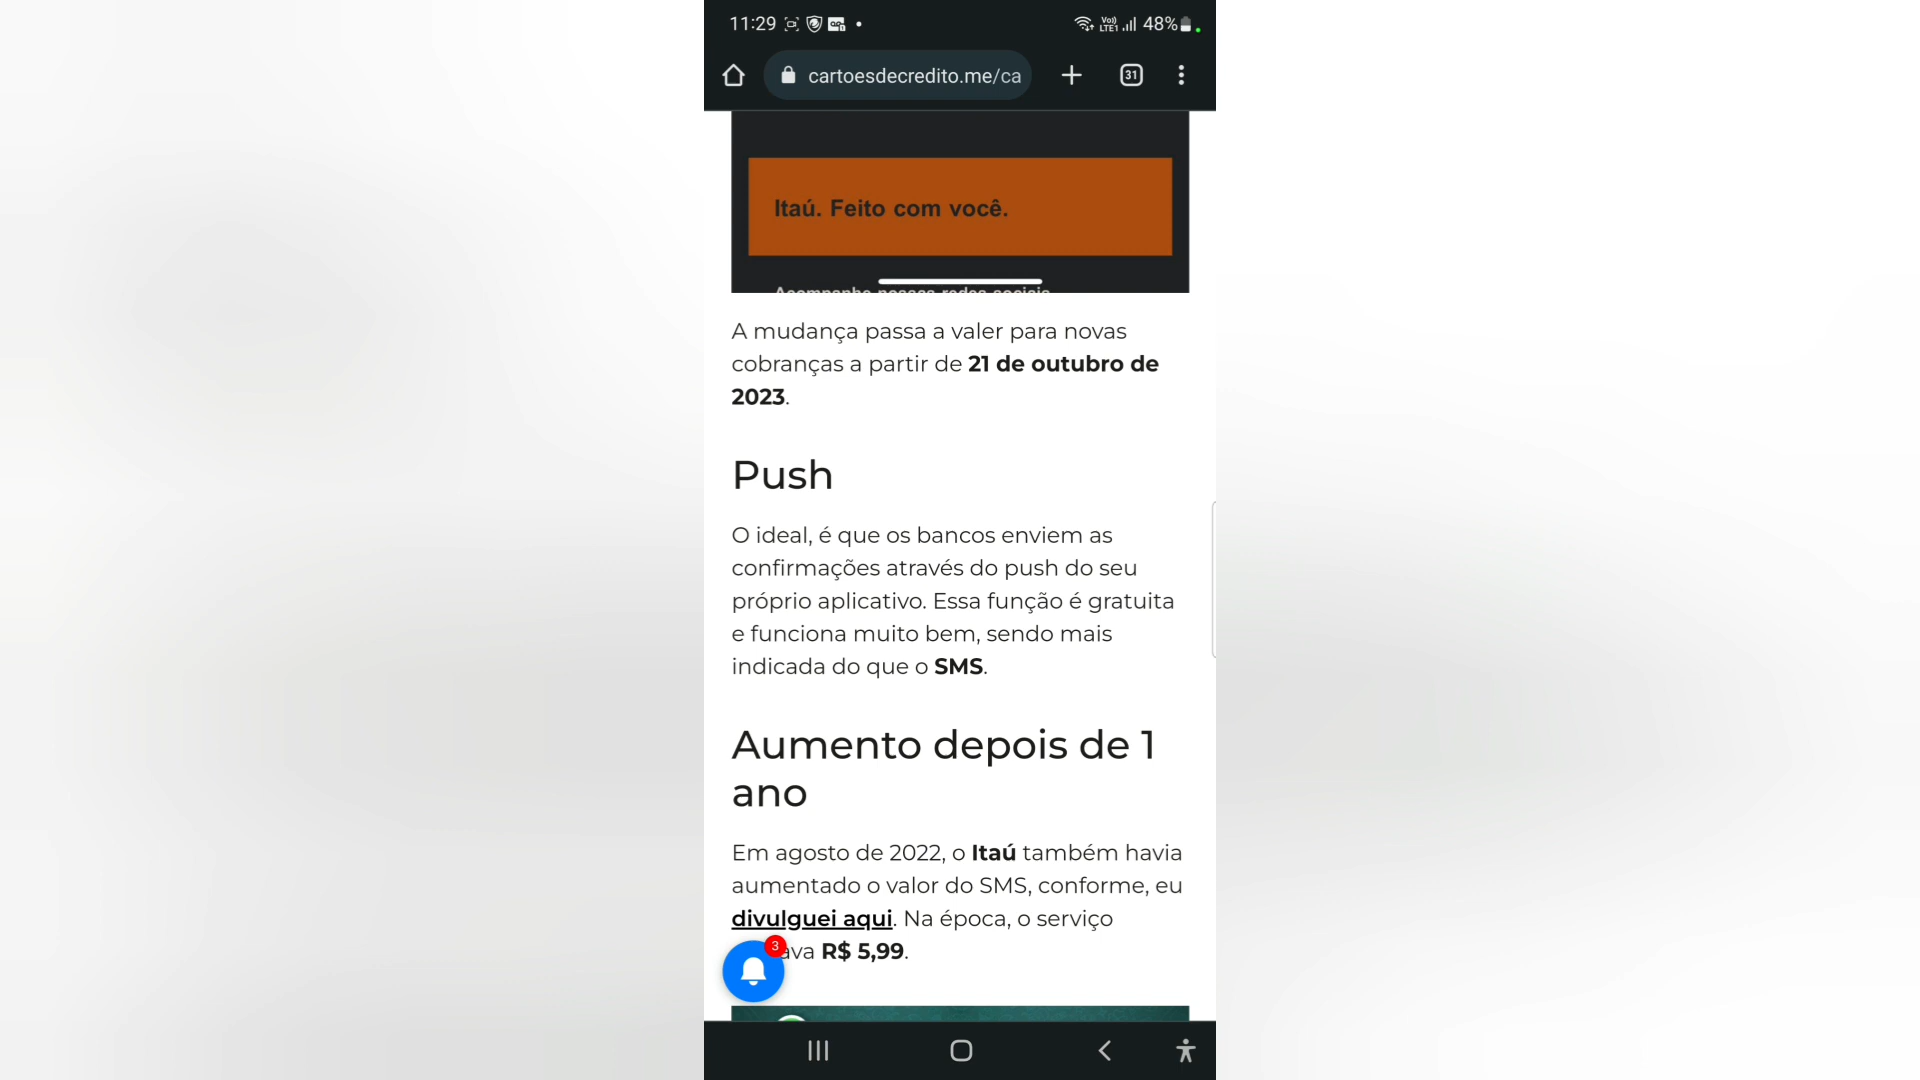 11:29
48%
cartoesdecredito.me/ca
31
Itaú. Feito com você.
A mudança passa a valer para novas
cobranças a partir de 21 de outubro de
2023.
Push
O ideal, é que os bancos enviem as
confirmações através do push do seu
próprio aplicativo. Essa função é gratuita
e funciona muito bem, sendo mais
indicada do que o SMS.
Aumento depois de 1
ano
Em agosto de 2022, o Itaú também havia
aumentado o valor do SMS, conforme, eu
divulguei aqui. Na época, o serviço
3
ava R$ 5,99.